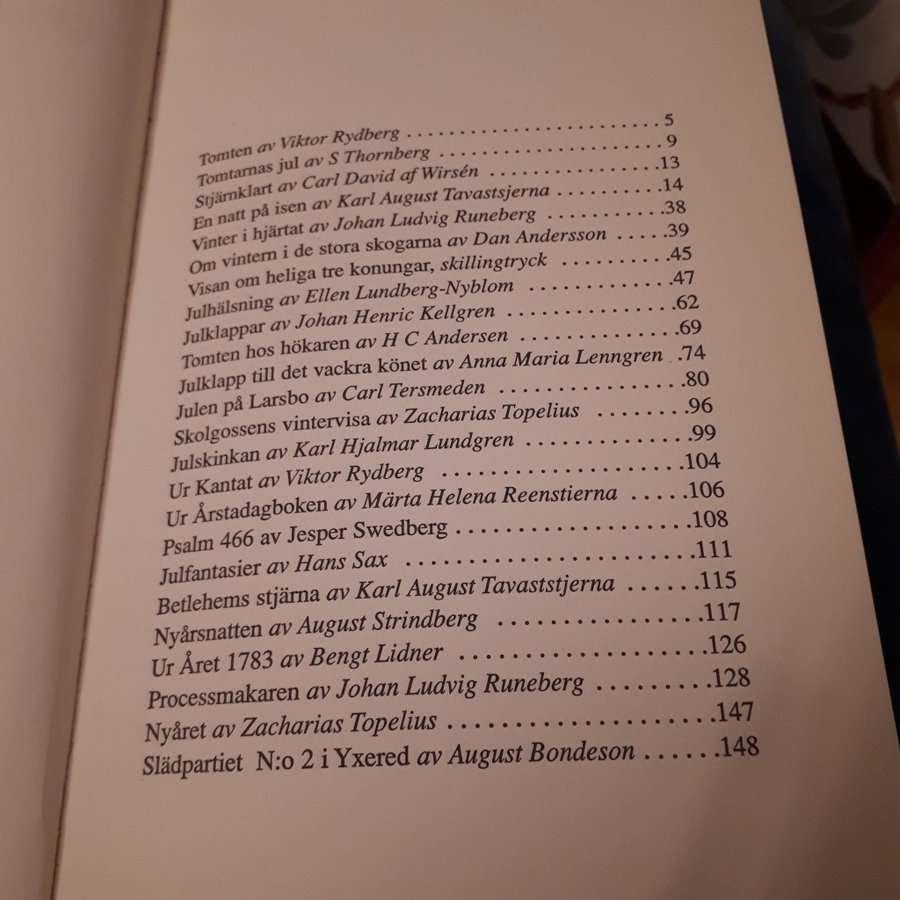 Tomten av Viktor Rydberg . . . . . . . . . . . . . . . . . . . . . . . . 5
Tomtarnas jul av S Thornberg . . . . . . . . . . . . . . . . . . . . . 9
Stjärnklart av Carl David af Wirsén . . . . . . . . . . . . . . . .13
En natt på isen av Karl August Tavastsjerna . . . . . . . . . .14
Vinter i hjärtat av Johan Ludvig Runeberg . . . . . . . . . . .38
Om vintern i de stora skogarna av Dan Andersson . . . . .39
Visan om heliga tre konungar, skillingtryck . . . . . . . . .45
Julhälsning av Ellen Lundberg-Nyblom . . . . . . . . . . . .47
Julklappar av Johan Henric Kellgren . . . . . . . . . . . . . .62
Tomten hos hökaren av H C Andersen . . . . . . . . . . . . .69
Julklapp till det vackra könet av Anna Maria Lenngren .74
Julen på Larsbo av Carl Tersmeden . . . . . . . . . . . . . . .80
Skolgossens vintervisa av Zacharias Topelius . . . . . . .96
Julskinkan av Karl Hjalmar Lundgren . . . . . . . . . . . . .99
Ur Kantat av Viktor Rydberg . . . . . . . . . . . . . . . . . .104
Ur Årstadagboken av Märta Helena Reenstierna . . . . .106
Psalm 466 av Jesper Swedberg . . . . . . . . . . . . . . . . . .108
Julfantasier av Hans Sax . . . . . . . . . . . . . . . . . . . . . .111
Betlehems stjärna av Karl August Tavaststjerna . . . . . .115
Nyårsnatten av August Strindberg . . . . . . . . . . . . . . .117
Ur Året 1783 av Bengt Lidner . . . . . . . . . . . . . . . . . .126
Processmakaren av Johan Ludvig Runeberg . . . . . . . . .128
Nyåret av Zacharias Topelius . . . . . . . . . . . . . . . . . . .147
Slädpartiet N:o 2 i Yxered av August Bondeson . . . . . .148